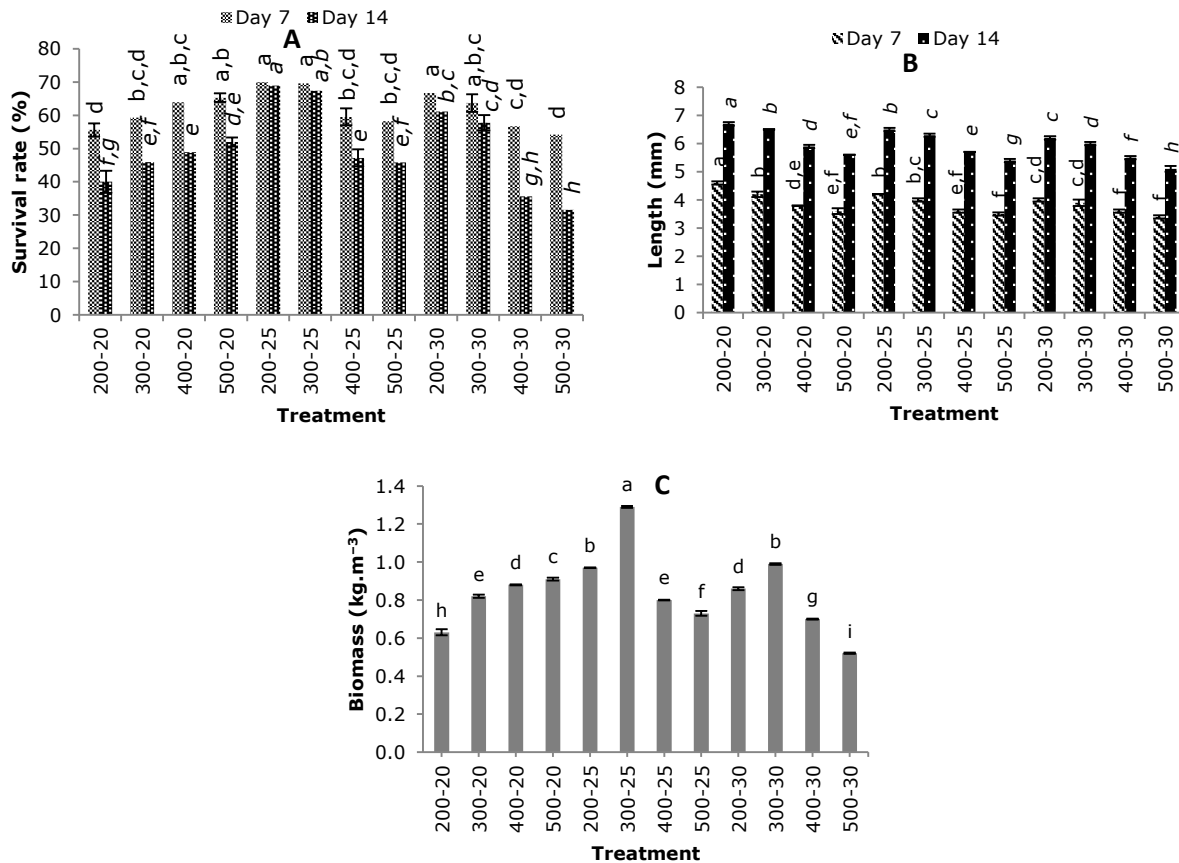 Day 7 Day 14
A
Survival rate (%)
80
70
60
50
40
30
20
10
0
d b,c,d a,b,c a,b a a b,c,d b,c,d a a,b,c c,d d
f,g e,f e d,e a a,b e e,f b,c c,d g,h h
200-20 300-20 400-20 500-20 200-25 300-25 400-25 500-25 200-30 300-30 400-30 500-30
Treatment
Day 7 Day 14
B
Length (mm)
8
7
6
5
4
3
2
1
0
a b d e,f b c e g c d f h
a b d,e e,f b b,c e,f f c,d c,d f f
200-20 300-20 400-20 500-20 200-25 300-25 400-25 500-25 200-30 300-30 400-30 500-30
Treatment
C
Biomass (kg.m⁻³)
1.4
1.2
1.0
0.8
0.6
0.4
0.2
0.0
h e d c b a e f d b g i
200-20 300-20 400-20 500-20 200-25 300-25 400-25 500-25 200-30 300-30 400-30 500-30
Treatment